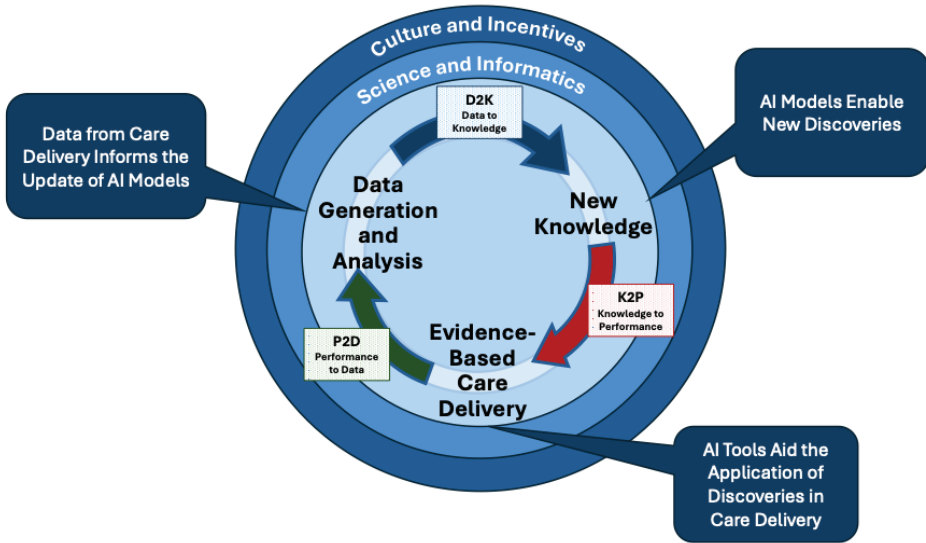 Culture and Incentives
Science and Informatics
D2K
Data to
Knowledge
AI Models Enable
New Discoveries
Data from Care
Delivery Informs the
Update of AI Models
Data
Generation
and
Analysis
New
Knowledge
K2P
Knowledge to
Performance
P2D
Performance
to Data
Evidence-
Based
Care
Delivery
AI Tools Aid the
Application of
Discoveries in
Care Delivery